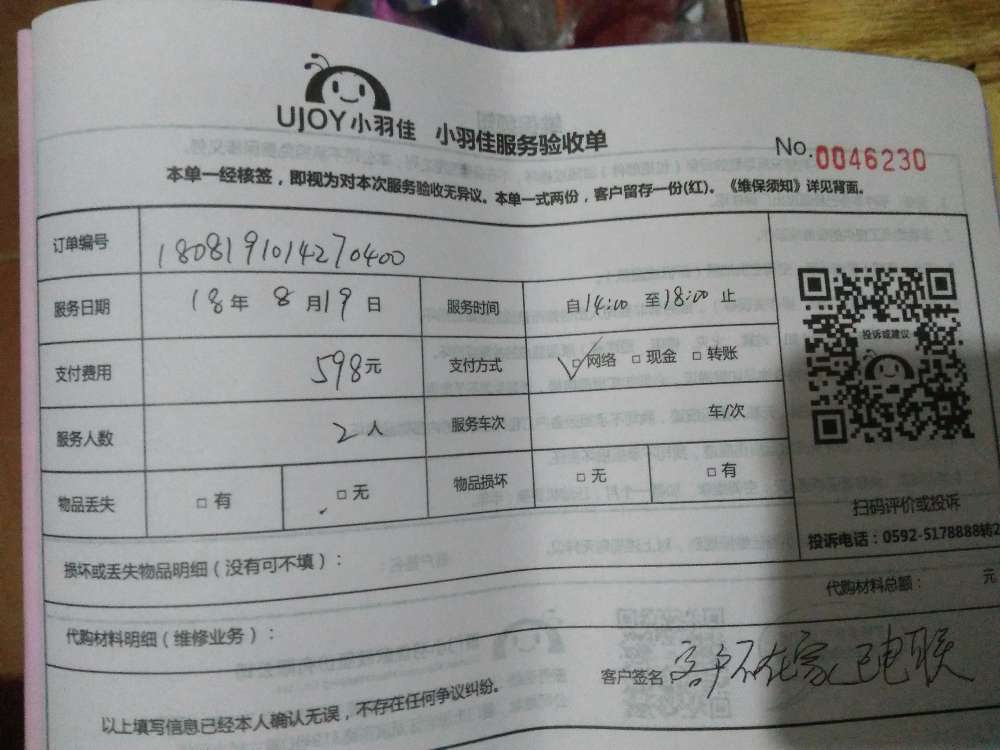 UJOY小羽佳 小羽佳服务验收单
No.0046230
本单一经核签，即视为对本次服务验收无异议。本单一式两份，客户留存一份(红)。《维保须知》详见背面。
订单编号 1808191014270400
服务日期 18年 8月19日 服务时间 自14:00 至18:00 止
投诉或建议
支付费用 598元 支付方式 □网络 □现金 □转账
服务人数 2人 服务车次 车/次
物品丢失 □有 □无 物品损坏 □无 □有
扫码评价或投诉
投诉电话：0592-5178888转2
损坏或丢失物品明细（没有可不填）：
代购材料总额： 元
代购材料明细（维修业务）：
客户签名 客户不在家已电联
以上填写信息已经本人确认无误，不存在任何争议纠纷。